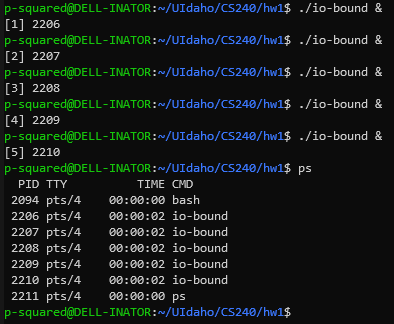 p-squared@DELL-INATOR:~/UIdaho/CS240/hw1$ ./io-bound &
[1] 2206
p-squared@DELL-INATOR:~/UIdaho/CS240/hw1$ ./io-bound &
[2] 2207
p-squared@DELL-INATOR:~/UIdaho/CS240/hw1$ ./io-bound &
[3] 2208
p-squared@DELL-INATOR:~/UIdaho/CS240/hw1$ ./io-bound &
[4] 2209
p-squared@DELL-INATOR:~/UIdaho/CS240/hw1$ ./io-bound &
[5] 2210
p-squared@DELL-INATOR:~/UIdaho/CS240/hw1$ ps
  PID TTY          TIME CMD
 2094 pts/4    00:00:00 bash
 2206 pts/4    00:00:02 io-bound
 2207 pts/4    00:00:02 io-bound
 2208 pts/4    00:00:02 io-bound
 2209 pts/4    00:00:02 io-bound
 2210 pts/4    00:00:02 io-bound
 2211 pts/4    00:00:00 ps
p-squared@DELL-INATOR:~/UIdaho/CS240/hw1$